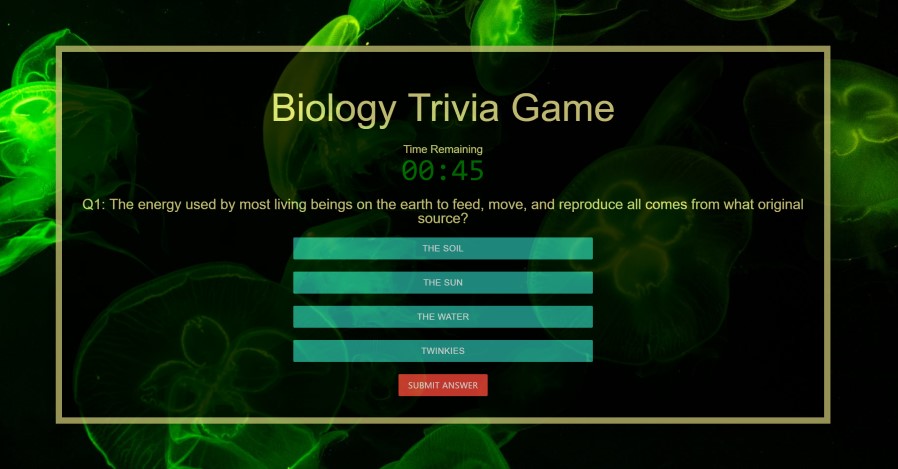 Biology Trivia Game
Time Remaining
00:45
Q1: The energy used by most living beings on the earth to feed, move, and reproduce all comes from what original
source?
THE SOIL
THE SUN
THE WATER
TWINKIES
SUBMIT ANSWER